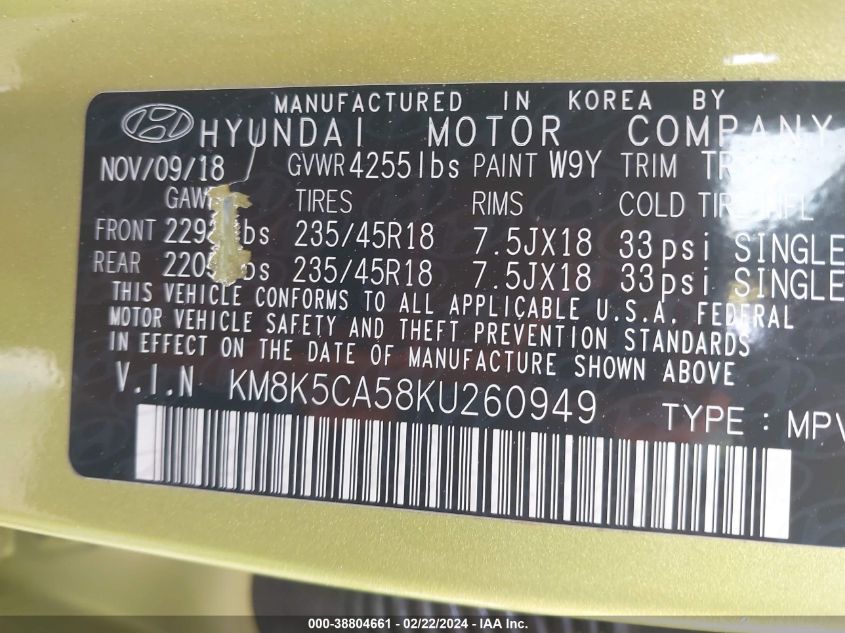 MANUFACTURED IN KOREA BY
HYUNDAI MOTOR COMPANY
NOV/09/18 GVWR 4255lbs PAINT W9Y TRIM
TIRES RIMS COLD
FRONT 235/45R18 7.5JX18 33psi SINGLE
REAR 235/45R18 7.5JX18 33psi SINGLE
THIS VEHICLE CONFORMS TO ALL APPLICABLE U.S.A. FEDERAL
MOTOR VEHICLE SAFETY AND THEFT PREVENTION STANDARDS
IN EFFECT ON THE DATE OF MANUFACTURE SHOWN ABOVE
V.I.N KM8K5CA58KU260949 TYPE : MPV
000-38804661 - 02/22/2024 - IAA Inc.